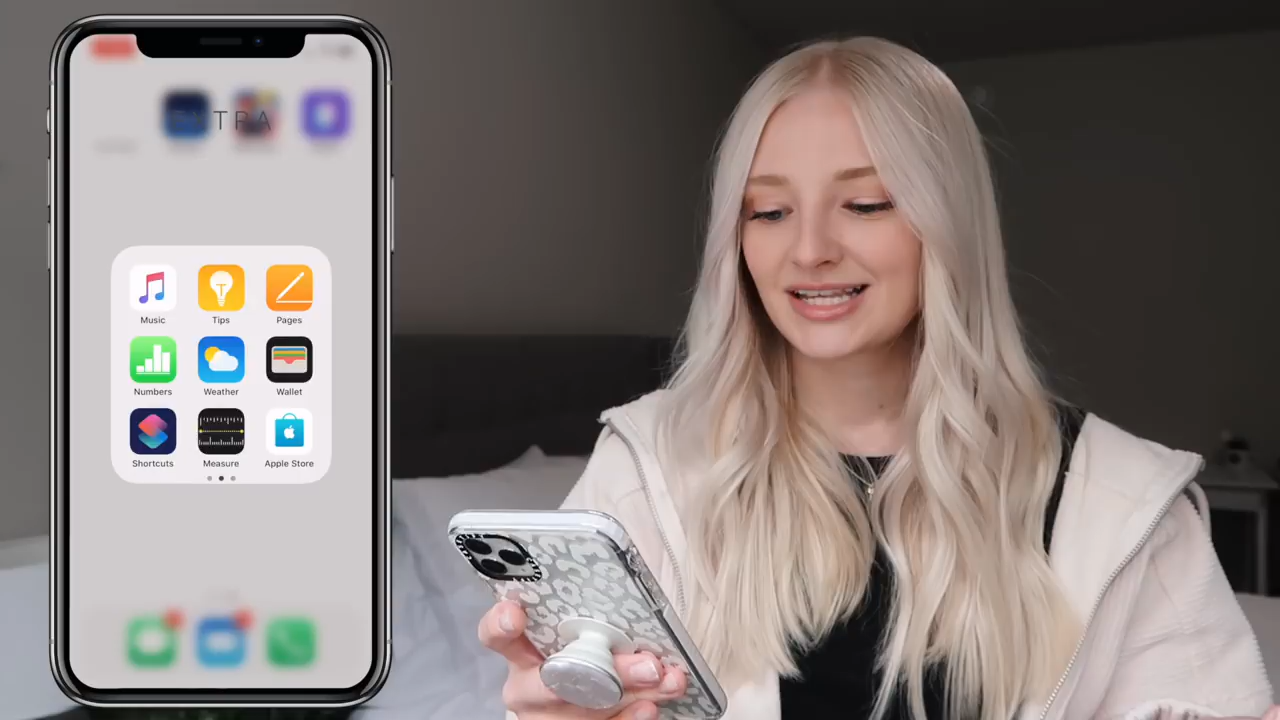 EXTRA
Music Tips Pages
Numbers Weather Wallet
Shortcuts Measure Apple Store